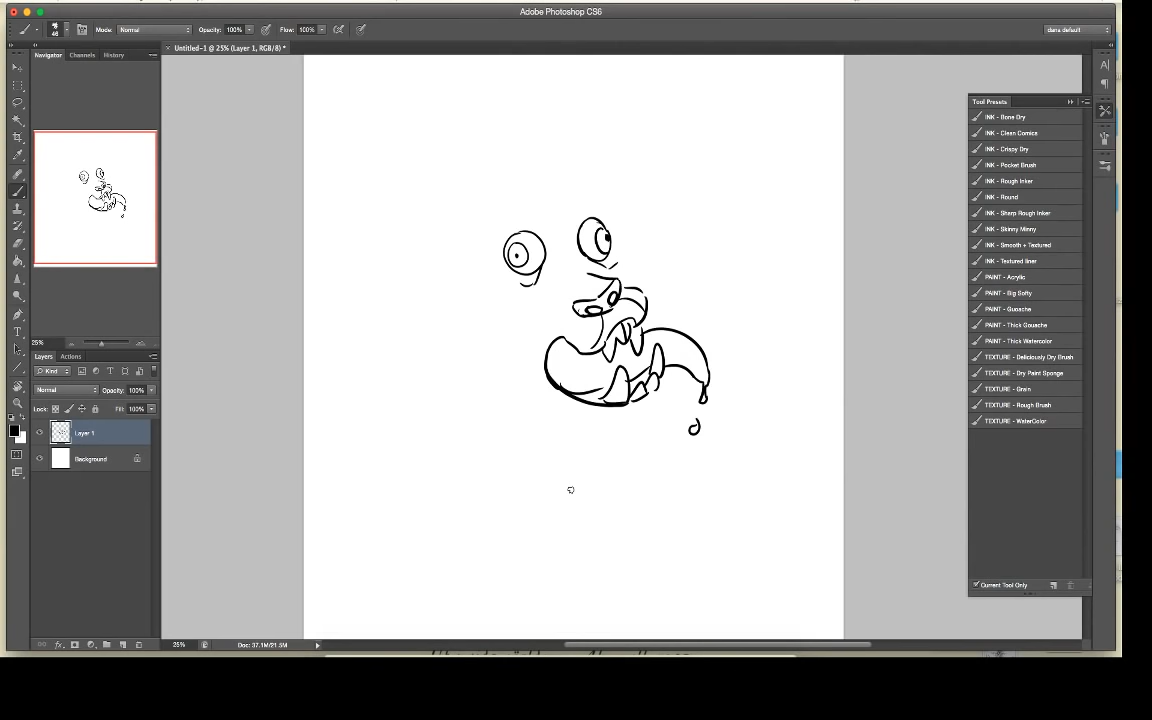 Adobe Photoshop CS6
46
Mode: Normal
Opacity: 100%
Flow: 100%
dana default
Untitled-1 @ 25% (Layer 1, RGB/8) *
Navigator
Channels
History
25%
Layers
Actions
Kind
Normal
Opacity: 100%
Lock:
Fill: 100%
Layer 1
Background
fx
25%
Doc: 37.1M/21.5M
Tool Presets
INK - Bone Dry
INK - Clean Comics
INK - Crispy Dry
INK - Pocket Brush
INK - Rough Inker
INK - Round
INK - Sharp Rough Inker
INK - Skinny Minny
INK - Smooth + Textured
INK - Textured liner
PAINT - Acrylic
PAINT - Big Softy
PAINT - Guoache
PAINT - Thick Gouache
PAINT - Thick Watercolor
TEXTURE - Deliciously Dry Brush
TEXTURE - Dry Paint Sponge
TEXTURE - Grain
TEXTURE - Rough Brush
TEXTURE - WaterColor
Current Tool Only